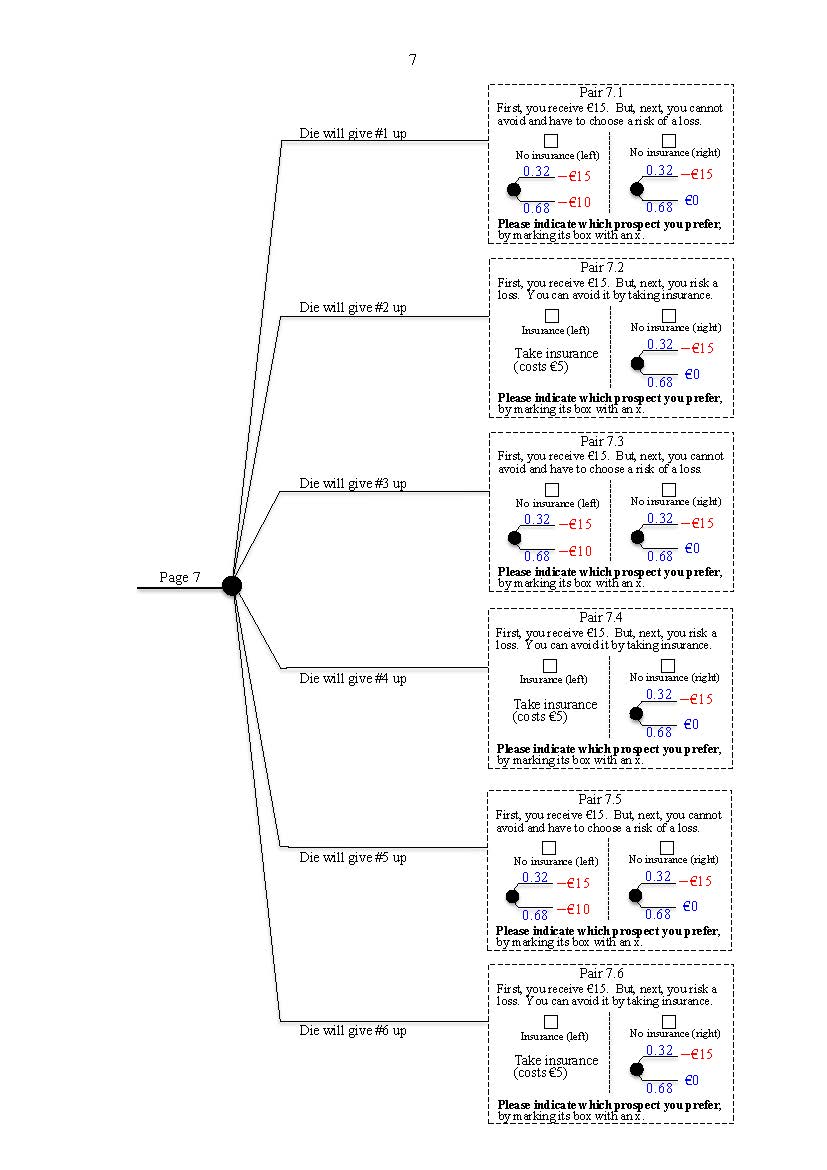 7
Pair 7.1
First, you receive €15. But, next, you cannot
avoid and have to choose a risk of a loss.
Die will give #1 up
No insurance (left) No insurance (right)
0.32 −€15 0.32 −€15
0.68 −€10 0.68 €0
Please indicate which prospect you prefer,
by marking its box with an x.
Pair 7.2
First, you receive €15. But, next, you risk a
loss. You can avoid it by taking insurance.
Die will give #2 up
Insurance (left) No insurance (right)
Take insurance 0.32 −€15
(costs €5) 0.68 €0
Please indicate which prospect you prefer,
by marking its box with an x.
Pair 7.3
First, you receive €15. But, next, you cannot
avoid and have to choose a risk of a loss.
Die will give #3 up
No insurance (left) No insurance (right)
0.32 −€15 0.32 −€15
0.68 −€10 0.68 €0
Please indicate which prospect you prefer,
by marking its box with an x.
Page 7
Pair 7.4
First, you receive €15. But, next, you risk a
loss. You can avoid it by taking insurance.
Die will give #4 up
Insurance (left) No insurance (right)
Take insurance 0.32 −€15
(costs €5) 0.68 €0
Please indicate which prospect you prefer,
by marking its box with an x.
Pair 7.5
First, you receive €15. But, next, you cannot
avoid and have to choose a risk of a loss.
Die will give #5 up
No insurance (left) No insurance (right)
0.32 −€15 0.32 −€15
0.68 −€10 0.68 €0
Please indicate which prospect you prefer,
by marking its box with an x.
Pair 7.6
First, you receive €15. But, next, you risk a
loss. You can avoid it by taking insurance.
Die will give #6 up
Insurance (left) No insurance (right)
Take insurance 0.32 −€15
(costs €5) 0.68 €0
Please indicate which prospect you prefer,
by marking its box with an x.